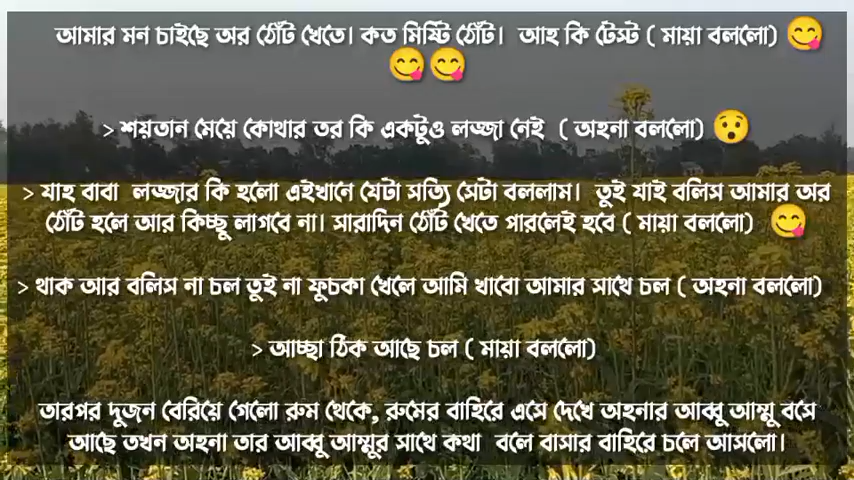 আমার মন চাইছে অর ঠোঁট খেতে। কত মিষ্টি ঠোঁট। আহ কি টেস্ট ( মায়া বললো) 😋
😋😋
> শয়তান মেয়ে কোথার তর কি একটুও লজ্জা নেই ( অহনা বললো) 😯
> যাহ বাবা লজ্জার কি হলো এইখানে যেটা সত্যি সেটা বললাম। তুই যাই বলিস আমার অর
ঠোঁট হলে আর কিচ্ছু লাগবে না। সারাদিন ঠোঁট খেতে পারলেই হবে ( মায়া বললো) 😋
> থাক আর বলিস না চল তুই না ফুচকা খেলে আমি খাবো আমার সাথে চল ( অহনা বললো)
> আচ্ছা ঠিক আছে চল ( মায়া বললো)
তারপর দুজন বেরিয়ে গেলো রুম থেকে, রুমের বাহিরে এসে দেখে অহনার আব্বু আম্মু বসে
আছে তখন অহনা তার আব্বু আম্মুর সাথে কথা বলে বাসার বাহিরে চলে আসলো।